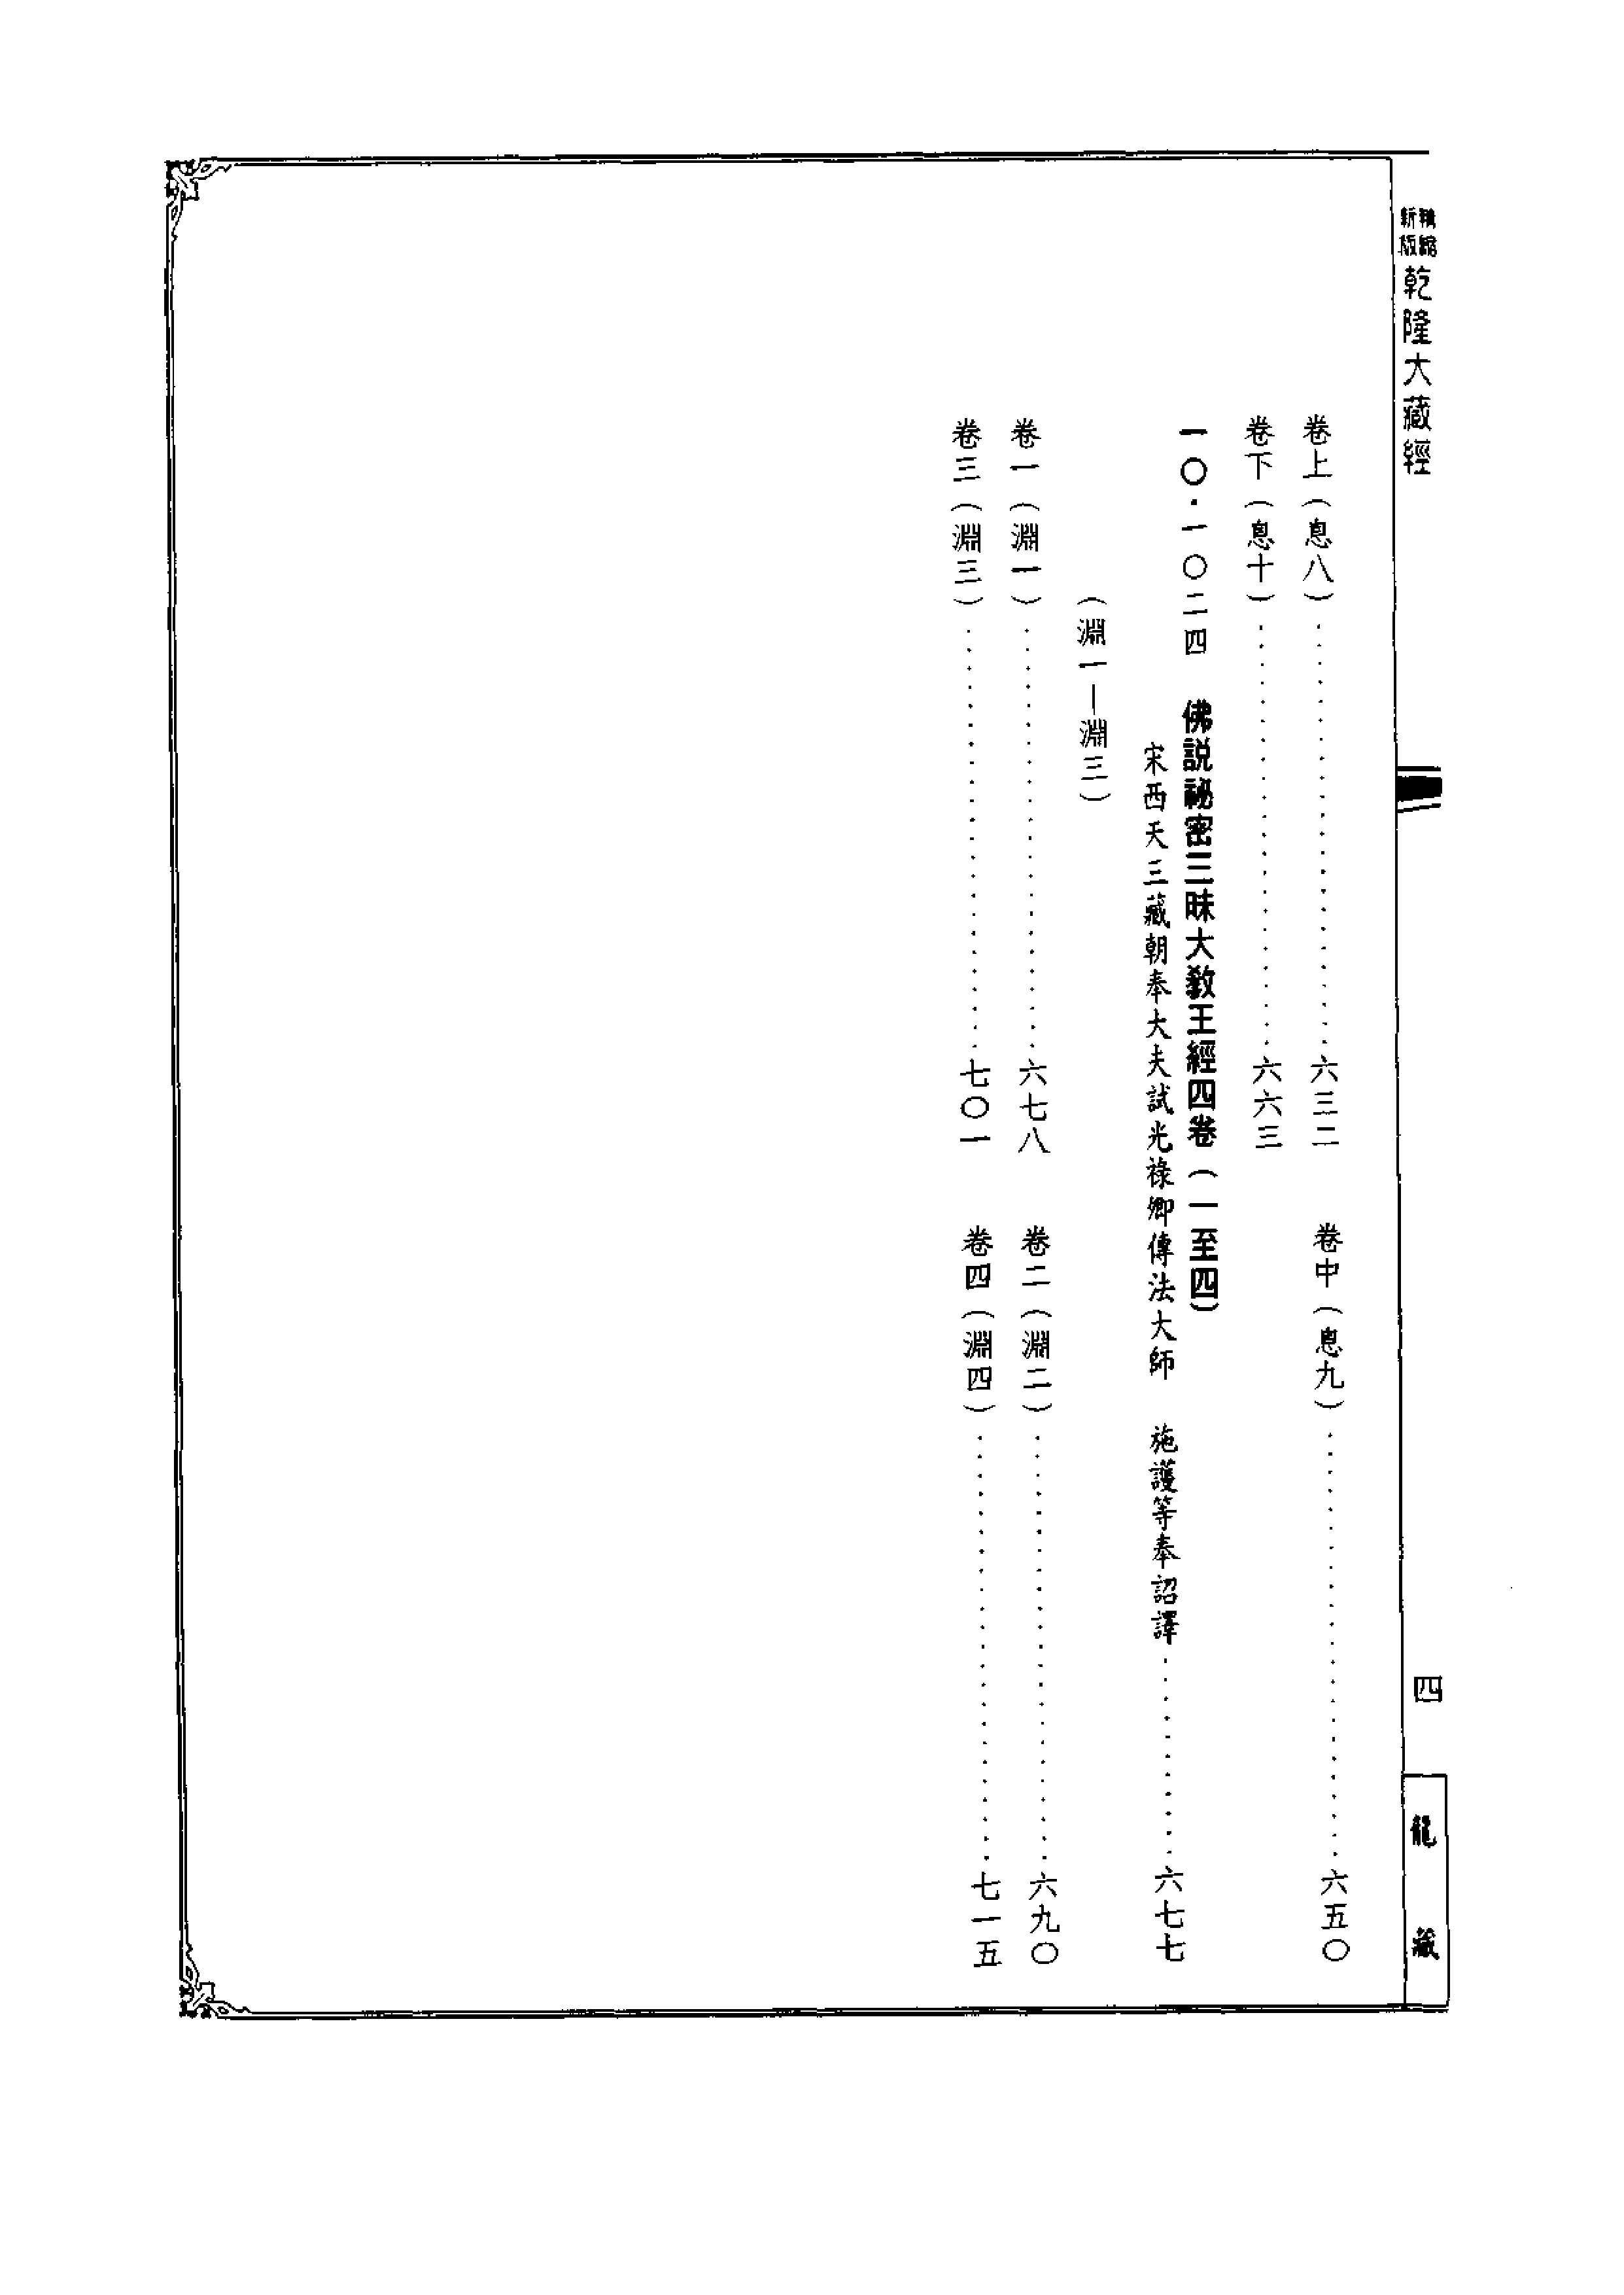 新版
精縮
乾隆大藏經
四
龍藏
卷上（息八）……六三二
卷中（息九）……六五〇
卷下（息十）……六六三
一〇·一〇二四　佛説祕密三昧大教王經四卷（一至四）
宋西天三藏朝奉大夫試光祿卿傳法大師　施護等奉詔譯……六七七
（淵一—淵三）
卷一（淵一）……六七八
卷二（淵二）……六九〇
卷三（淵三）……七〇一
卷四（淵四）……七一五